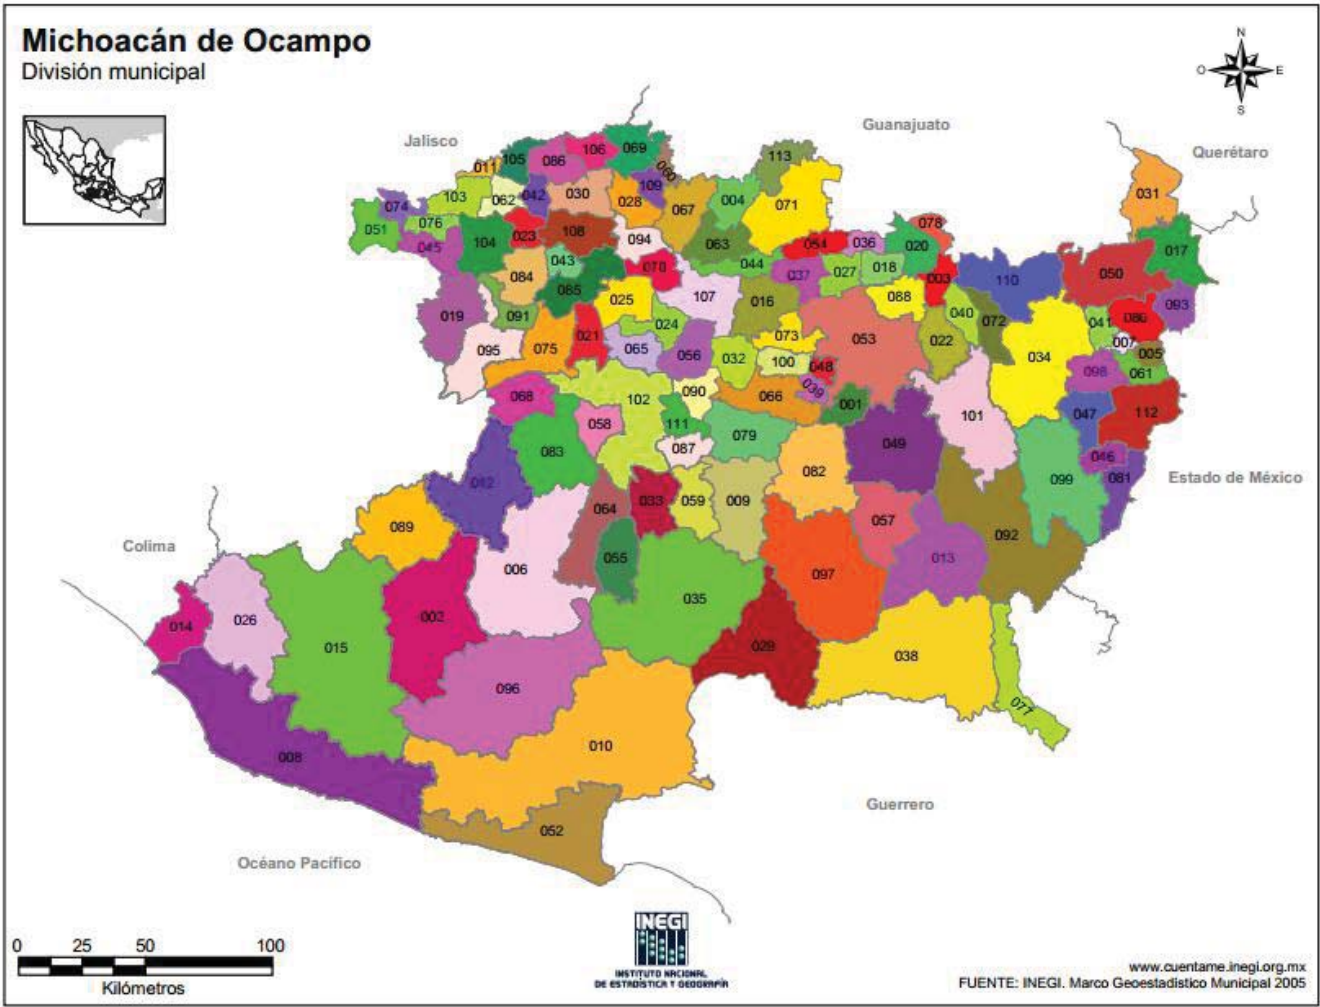 Michoacán de Ocampo
División municipal
N
O E
S
Jalisco
Guanajuato
Querétaro
113
011 105 086 106 069
060
031
074 103 062 042 030 028 109 067 004 071
051 076 045 104 023 108 094 063 054 036 020 078 017
084 043 070 044 037 027 018 003 110 050
085
019 091 025 107 016 088 040 072 041 080 093
095 075 021 024 065 056 032 073 100 048 053 022 034 007 005
098 061
068 102 090 066 039 001 101 047 112
058 111
083 087 079 082 049 046
012 099 081
Estado de México
089 064 033 059 009 057 092
Colima
006 055 097 013
014 026 015 002 035 029 038
096 077
008 010
052
Guerrero
Océano Pacífico
0 25 50 100
Kilómetros
INEGI
INSTITUTO NACIONAL
DE ESTADÍSTICA Y GEOGRAFÍA
www.cuentame.inegi.org.mx
FUENTE: INEGI. Marco Geoestadístico Municipal 2005